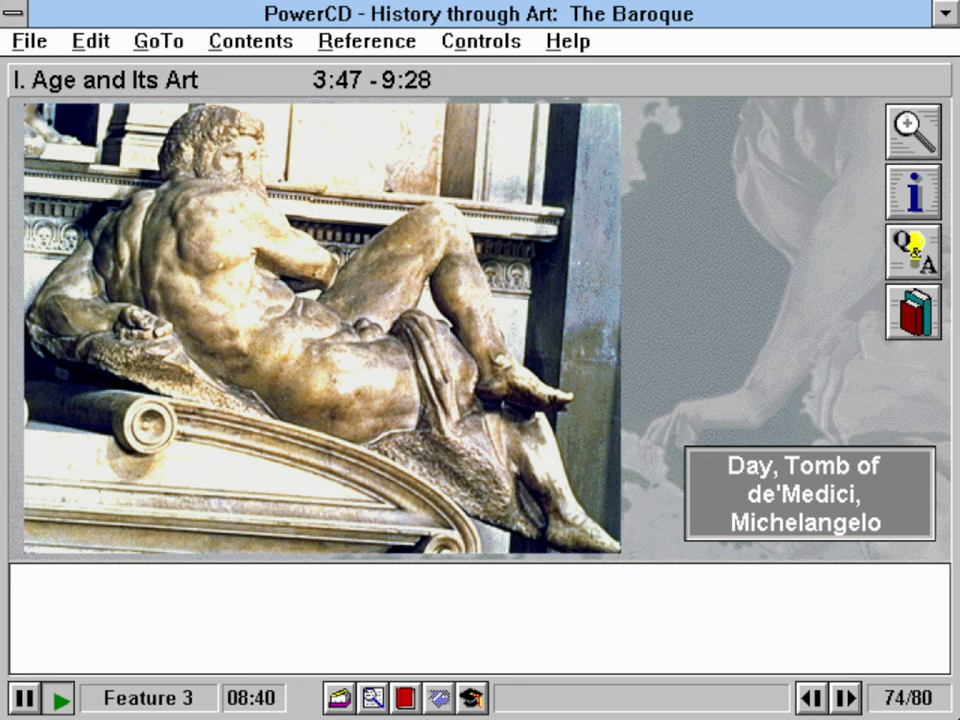 PowerCD - History through Art: The Baroque
File Edit GoTo Contents Reference Controls Help
I. Age and Its Art 3:47 - 9:28
i
Q & A
Day, Tomb of
de'Medici,
Michelangelo
Feature 3 08:40 74/80